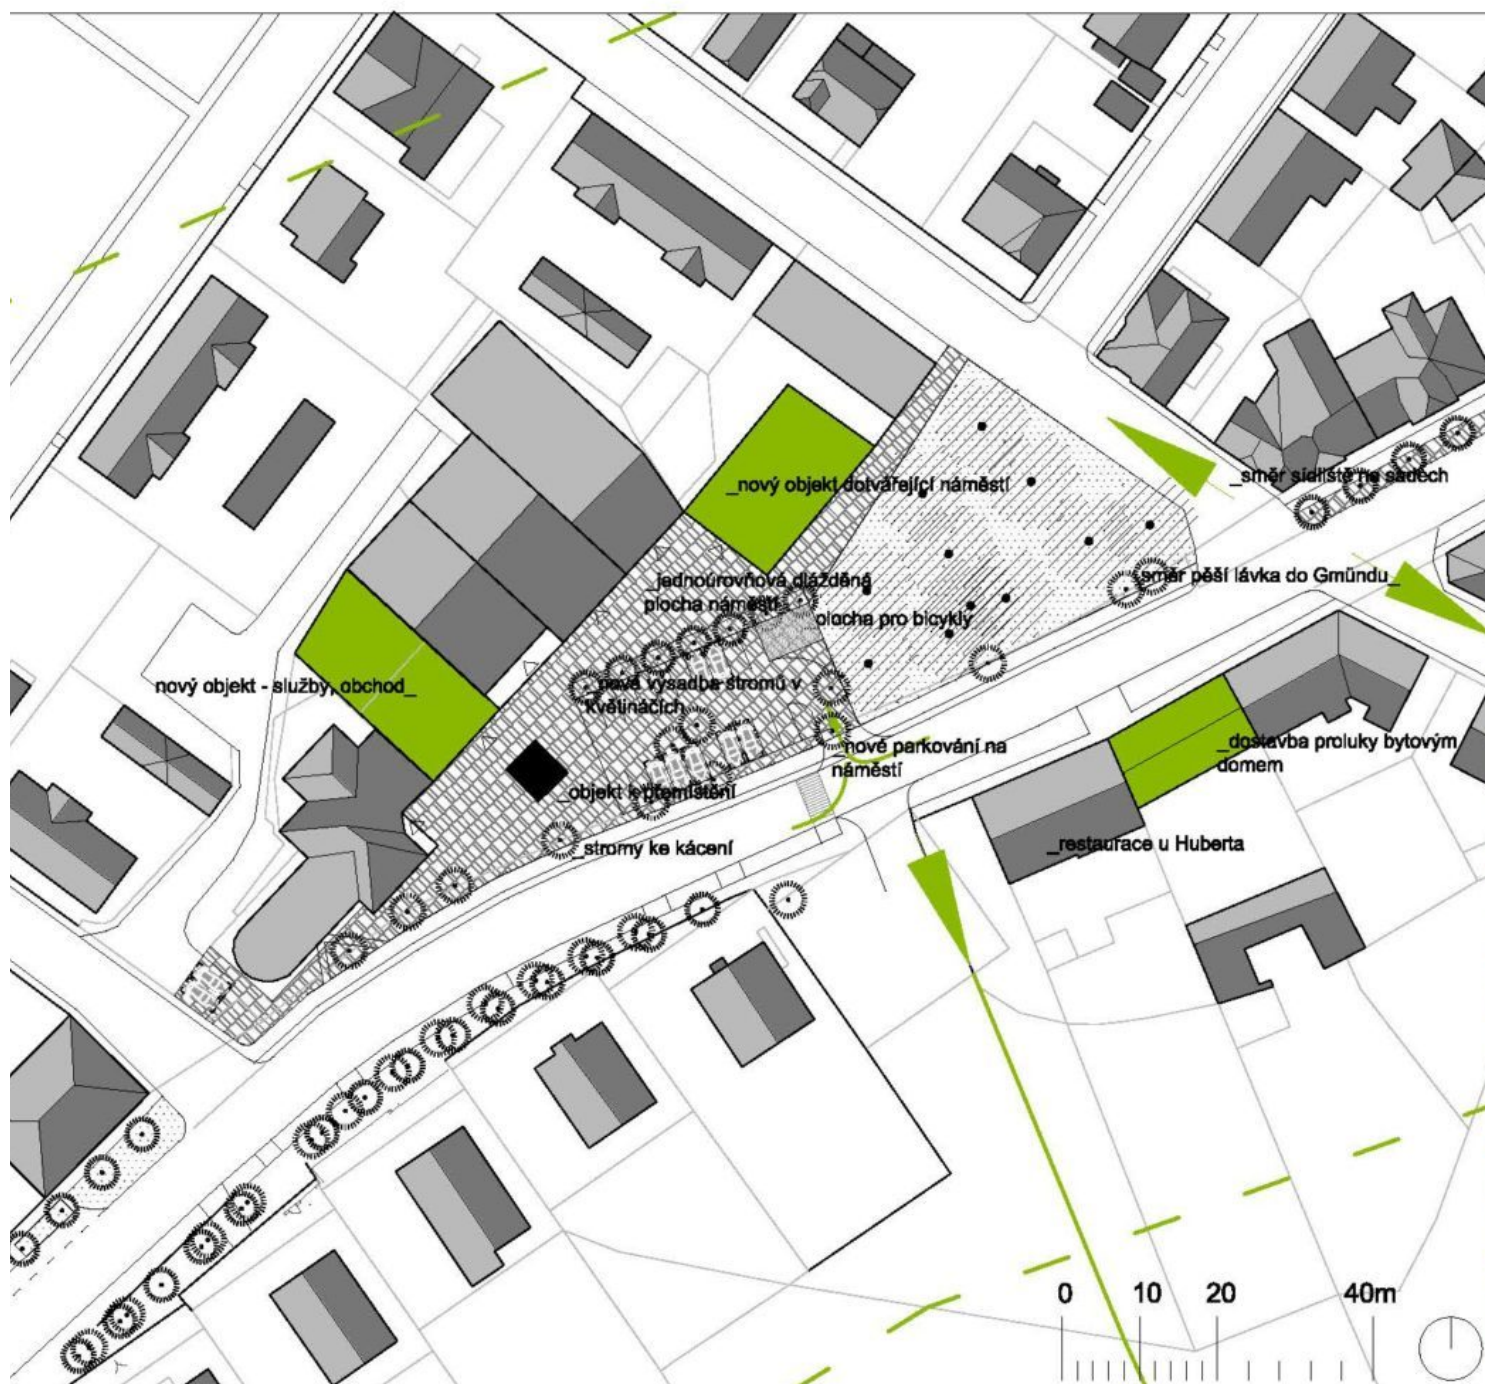 _směr sídliště na sadech
_nový objekt dotvářející náměstí
_jednoúrovňová dlážděná
plocha náměstí
_směr pěší lávka do Gmündu_
plocha pro bicykly
nový objekt - služby, obchod_
_nová výsadba stromů v
květináčích
_nové parkování na
náměstí
_dostavba proluky bytovým
domem
_objekt k přemístění
_stromy ke kácení
_restaurace u Huberta
0 10 20 40m